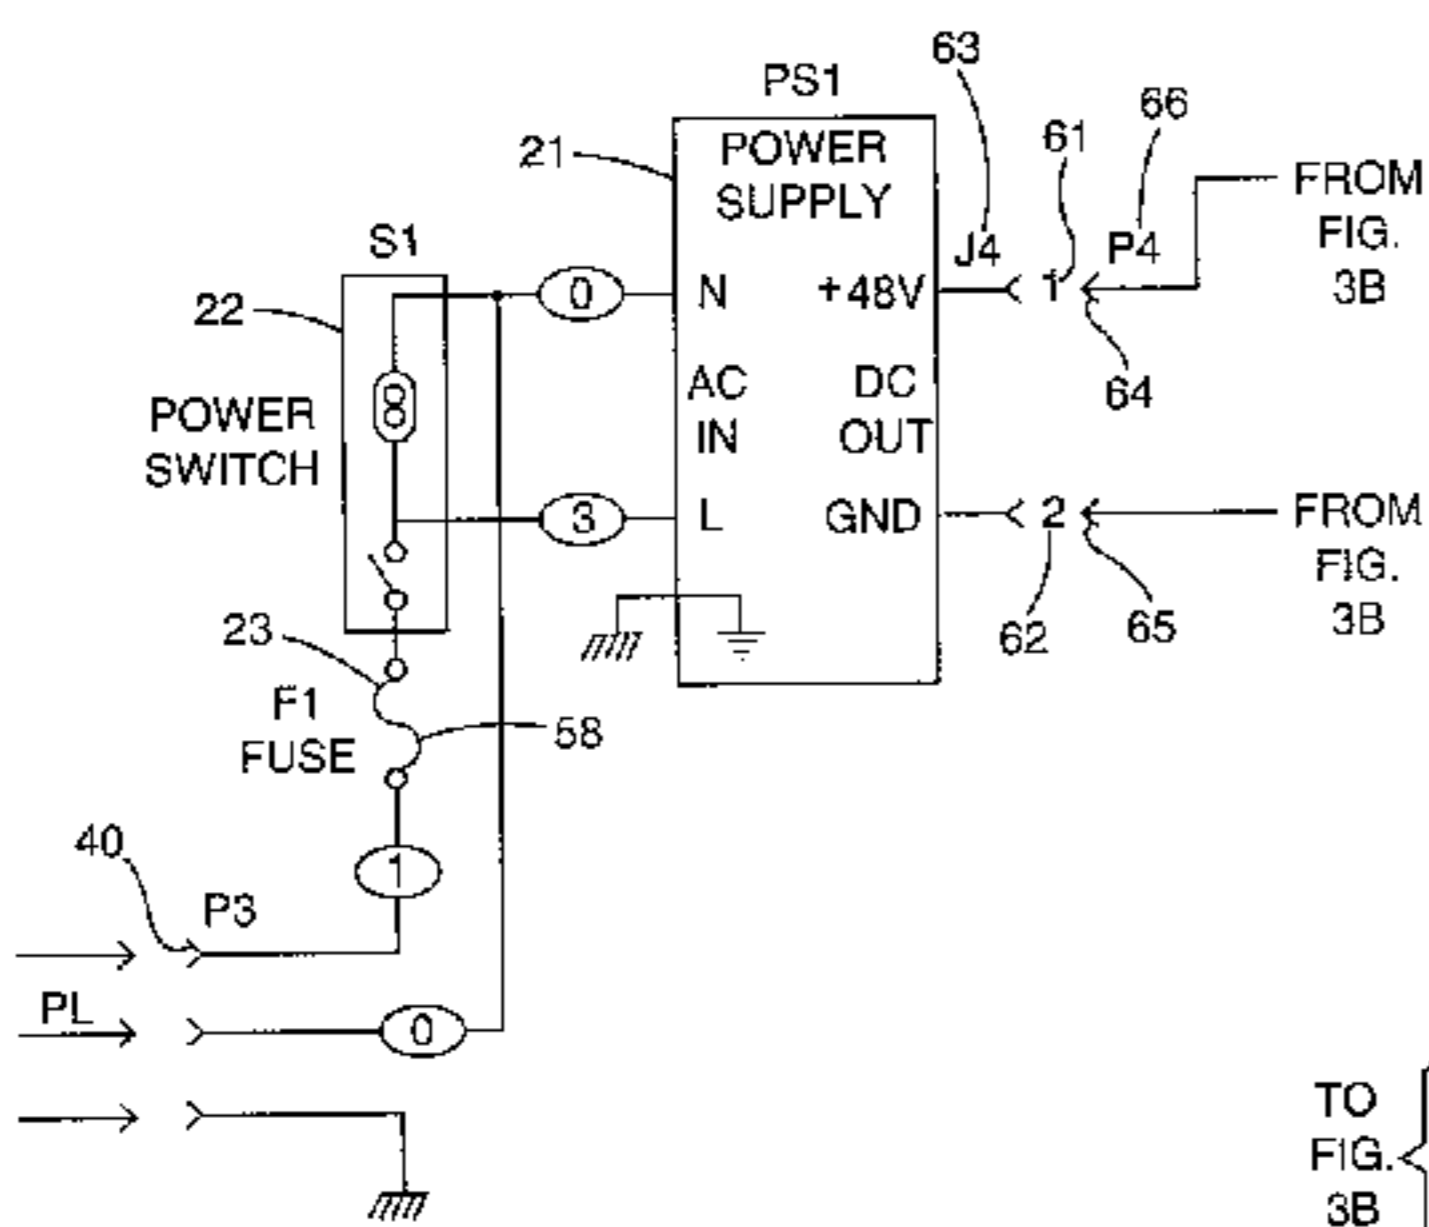 63
PS1
66
61
21
POWER
SUPPLY
FROM
FIG.
3B
S1
J4
P4
0
N
+48V
1
22
AC
IN
DC
OUT
64
8
POWER
SWITCH
3
L
GND
2
FROM
FIG.
3B
23
62
65
F1
FUSE
58
40
1
P3
PL
0
TO
FIG.
3B